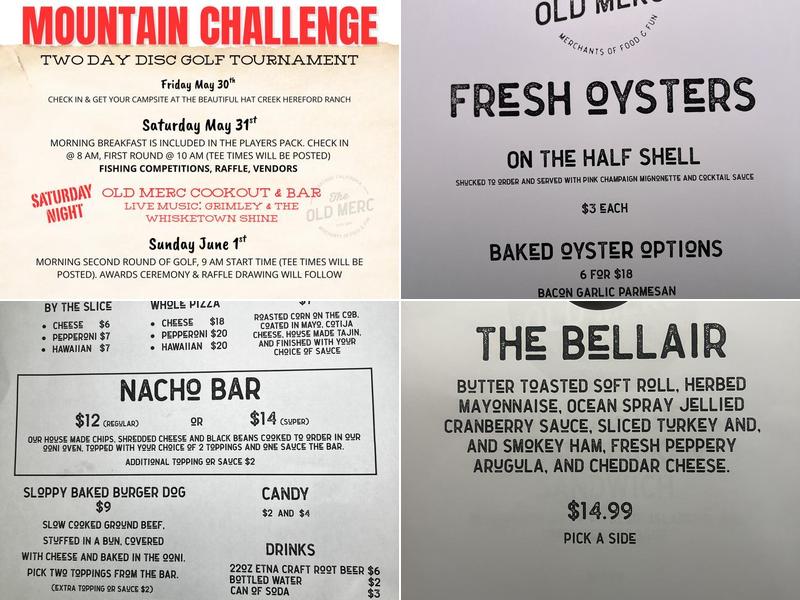 MOUNTAIN CHALLENGE
TWO DAY DISC GOLF TOURNAMENT
Friday May 30th
CHECK IN & GET YOUR CAMPSITE AT THE BEAUTIFUL HAT CREEK HEREFORD RANCH
Saturday May 31st
MORNING BREAKFAST IS INCLUDED IN THE PLAYERS PACK. CHECK IN
@ 8 AM, FIRST ROUND @ 10 AM (TEE TIMES WILL BE POSTED)
FISHING COMPETITIONS, RAFFLE, VENDORS
SATURDAY
NIGHT
OLD MERC COOKOUT & BAR
LIVE MUSIC: GRIMLEY & THE
WHISKETOWN SHINE
The
OLD MERC
MERCHANTS OF FOOD & FUN
Sunday June 1st
MORNING SECOND ROUND OF GOLF, 9 AM START TIME (TEE TIMES WILL BE
POSTED). AWARDS CEREMONY & RAFFLE DRAWING WILL FOLLOW
OLD MERC
MERCHANTS OF FOOD & FUN
FRESH OYSTERS
ON THE HALF SHELL
SHUCKED TO ORDER AND SERVED WITH PINK CHAMPAIGN MIGNONETTE AND COCKTAIL SAUCE
$3 EACH
BAKED OYSTER OPTIONS
6 FOR $18
BACON GARLIC PARMESAN
BY THE SLICE
• CHEESE $6
• PEPPERONI $7
• HAWAIIAN $7
WHOLE PIZZA
• CHEESE $18
• PEPPERONI $20
• HAWAIIAN $20
$7
ROASTED CORN ON THE COB,
COATED IN MAYO, COTIJA
CHEESE, HOUSE MADE TAJIN,
AND FINISHED WITH YOUR
CHOICE OF SAUCE
NACHO BAR
$12 (REGULAR) OR $14 (SUPER)
OUR HOUSE MADE CHIPS, SHREDDED CHEESE AND BLACK BEANS COOKED TO ORDER IN OUR
OONI OVEN, TOPPED WITH YOUR CHOICE OF 2 TOPPINGS AND ONE SAUCE THE BAR.
ADDITIONAL TOPPING OR SAUCE $2
SLOPPY BAKED BURGER DOG
$9
SLOW COOKED GROUND BEEF,
STUFFED IN A BUN, COVERED
WITH CHEESE AND BAKED IN THE OONI.
PICK TWO TOPPINGS FROM THE BAR.
(EXTRA TOPPING OR SAUCE $2)
CANDY
$2 AND $4
DRINKS
22OZ ETNA CRAFT ROOT BEER $6
BOTTLED WATER $2
CAN OF SODA $3
THE BELLAIR
BUTTER TOASTED SOFT ROLL, HERBED
MAYONNAISE, OCEAN SPRAY JELLIED
CRANBERRY SAUCE, SLICED TURKEY AND,
AND SMOKEY HAM, FRESH PEPPERY
ARUGULA, AND CHEDDAR CHEESE.
$14.99
PICK A SIDE